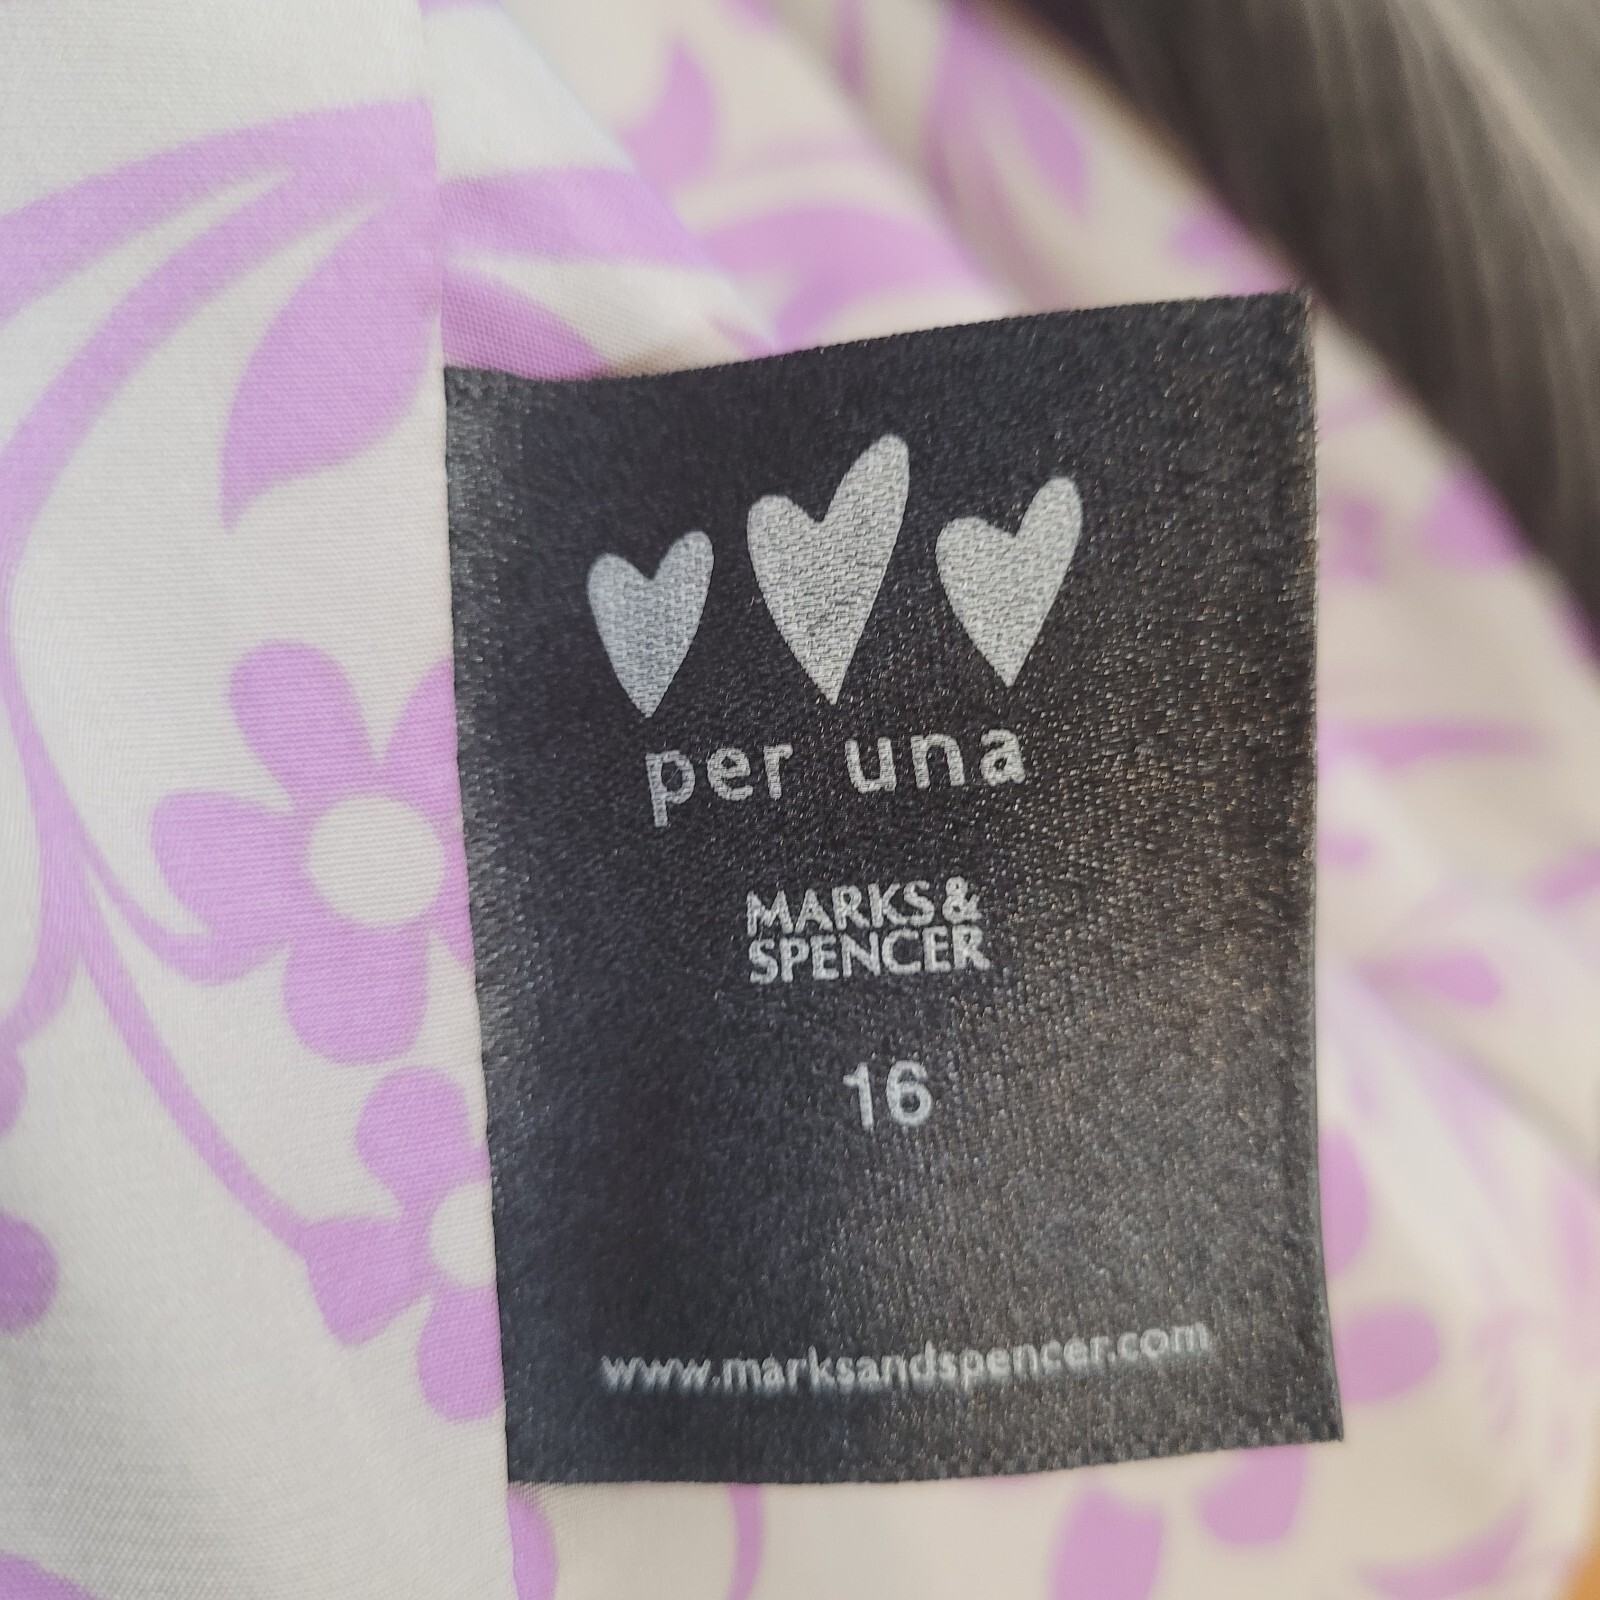 per una
MARKS &
SPENCER
16
www.marksandspencer.com